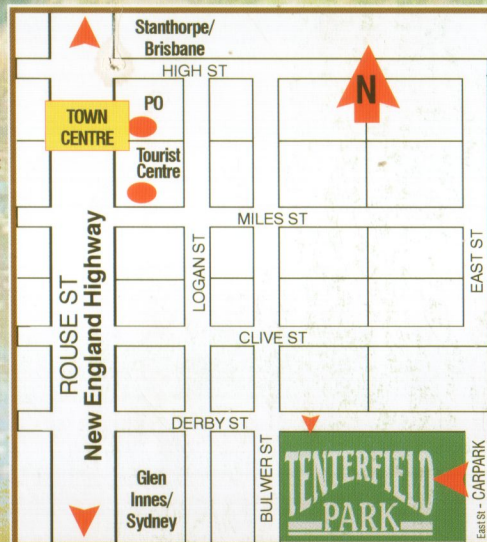 Stanthorpe/
Brisbane
HIGH ST
N
TOWN
CENTRE
PO
Tourist
Centre
MILES ST
LOGAN ST
EAST ST
ROUSE ST
New England Highway
CLIVE ST
DERBY ST
BULWER ST
Glen
Innes/
Sydney
TENTERFIELD
PARK
East St - CARPARK